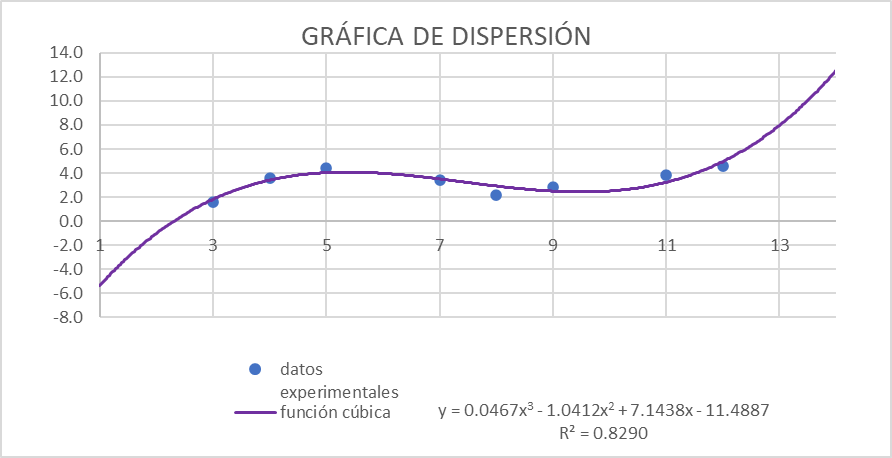 GRÁFICA DE DISPERSIÓN
14.0
12.0
10.0
8.0
6.0
4.0
2.0
0.0
1 3 5 7 9 11 13
-2.0
-4.0
-6.0
-8.0
datos
experimentales
función cúbica
y = 0.0467x³ - 1.0412x² + 7.1438x - 11.4887
R² = 0.8290